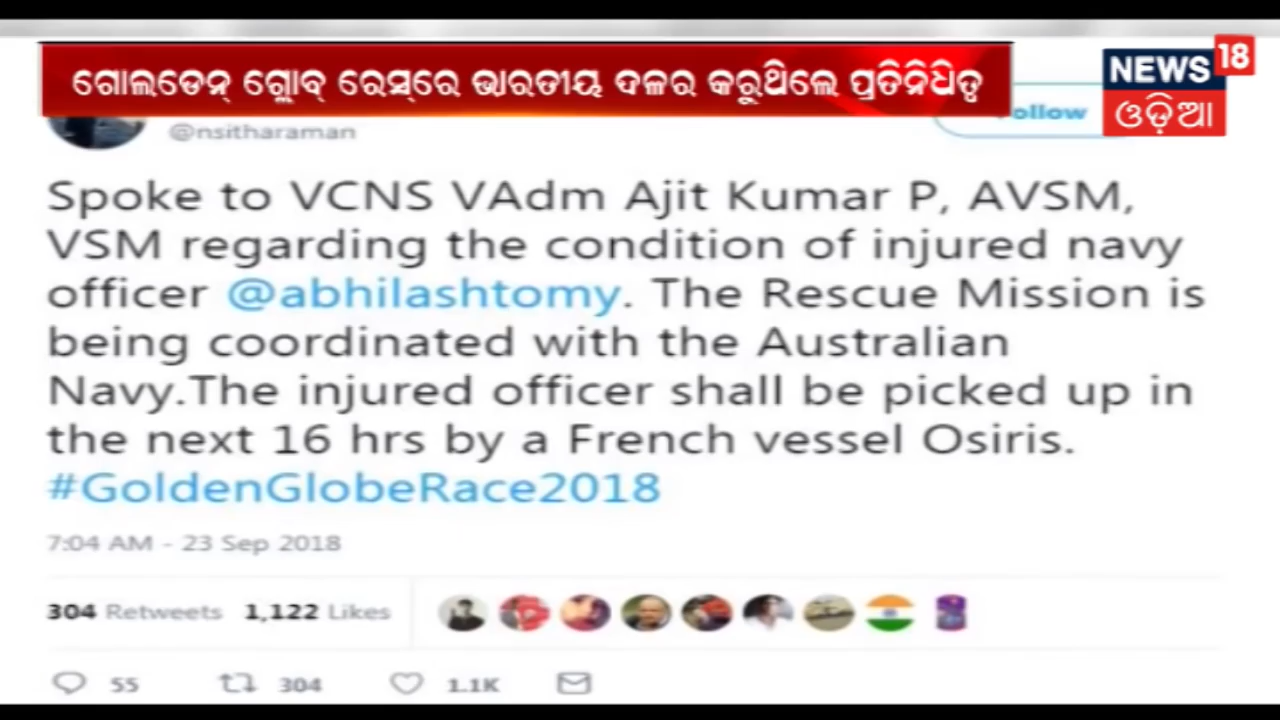 ଗୋଲଡେନ୍ ଗ୍ଲୋବ୍ ରେସ୍‌ରେ ଭାରତୀୟ ଦଳର କରୁଥିଲେ ପ୍ରତିନିଧିତ୍ବ
NEWS 18
ଓଡ଼ିଆ
ollow
@nsitharaman
Spoke to VCNS VAdm Ajit Kumar P, AVSM,
VSM regarding the condition of injured navy
officer @abhilashtomy. The Rescue Mission is
being coordinated with the Australian
Navy.The injured officer shall be picked up in
the next 16 hrs by a French vessel Osiris.
#GoldenGlobeRace2018
7:04 AM - 23 Sep 2018
304 Retweets 1,122 Likes
55 304 1.1K